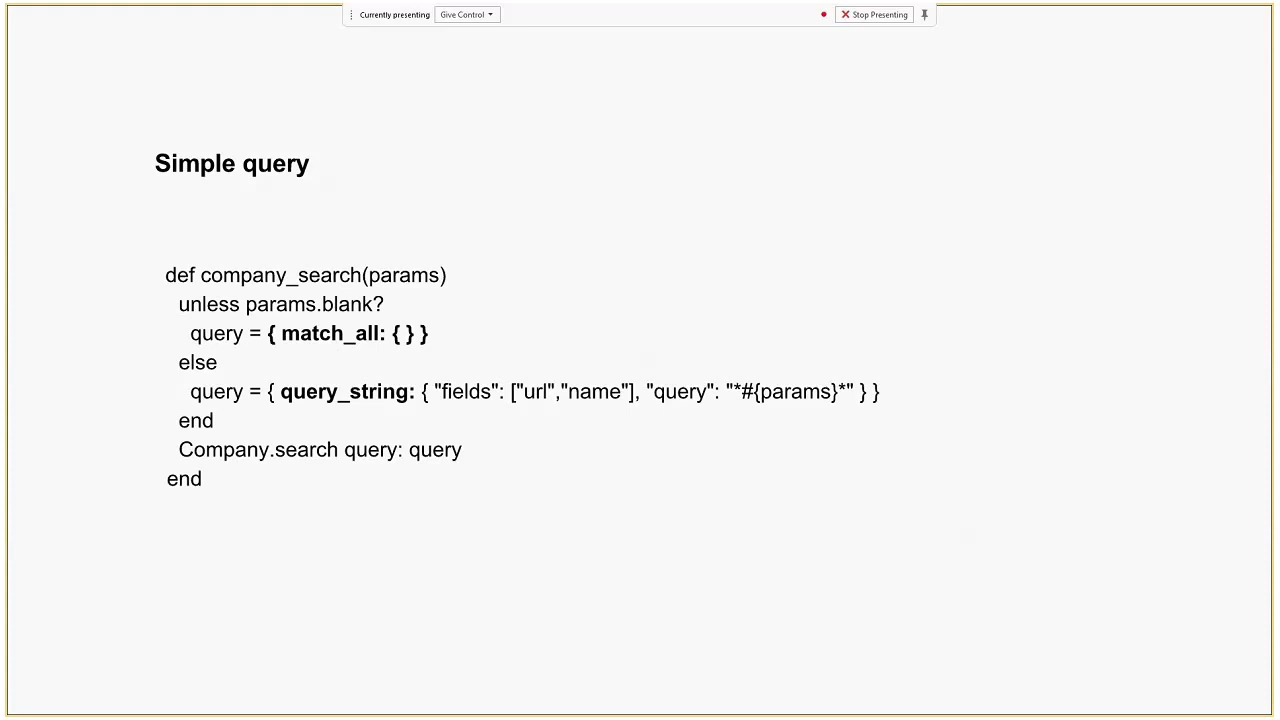 Currently presenting Give Control Stop Presenting
Simple query
def company_search(params)
unless params.blank?
query = { match_all: { } }
else
query = { query_string: { "fields": ["url","name"], "query": "*#{params}*" } }
end
Company.search query: query
end